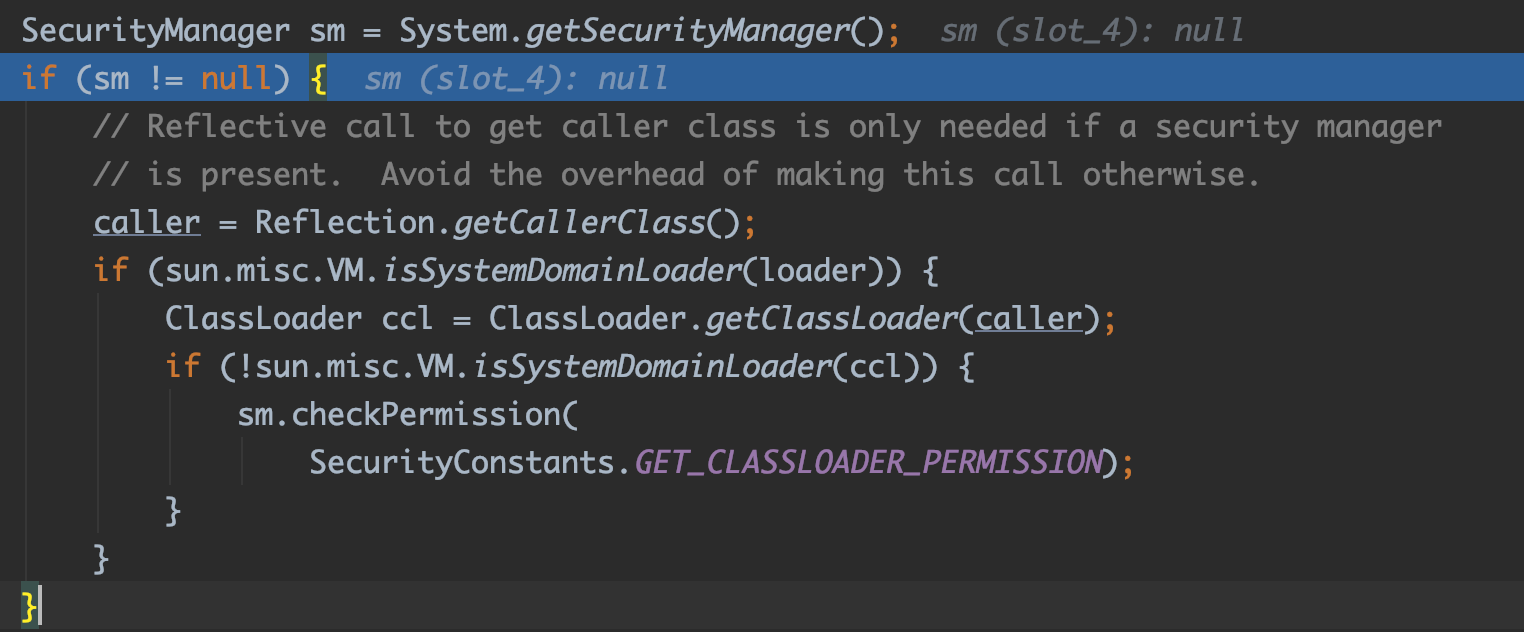 SecurityManager sm = System.getSecurityManager(); sm (slot_4): null
if (sm != null) { sm (slot_4): null
// Reflective call to get caller class is only needed if a security manager
// is present.  Avoid the overhead of making this call otherwise.
caller = Reflection.getCallerClass();
if (sun.misc.VM.isSystemDomainLoader(loader)) {
ClassLoader ccl = ClassLoader.getClassLoader(caller);
if (!sun.misc.VM.isSystemDomainLoader(ccl)) {
sm.checkPermission(
SecurityConstants.GET_CLASSLOADER_PERMISSION);
}
}
}